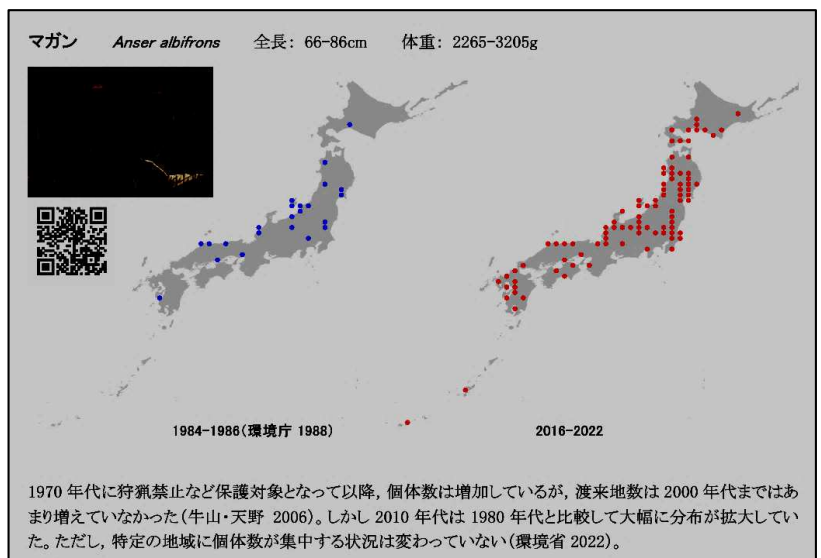 マガン Anser albifrons 全長: 66-86cm 体重: 2265-3205g
1984-1986(環境庁 1988)
2016-2022
1970 年代に狩猟禁止など保護対象となって以降，個体数は増加しているが，渡来地数は 2000 年代まではあ
まり増えていなかった(牛山・天野 2006)。しかし 2010 年代は 1980 年代と比較して大幅に分布が拡大してい
た。ただし，特定の地域に個体数が集中する状況は変わっていない(環境省 2022)。